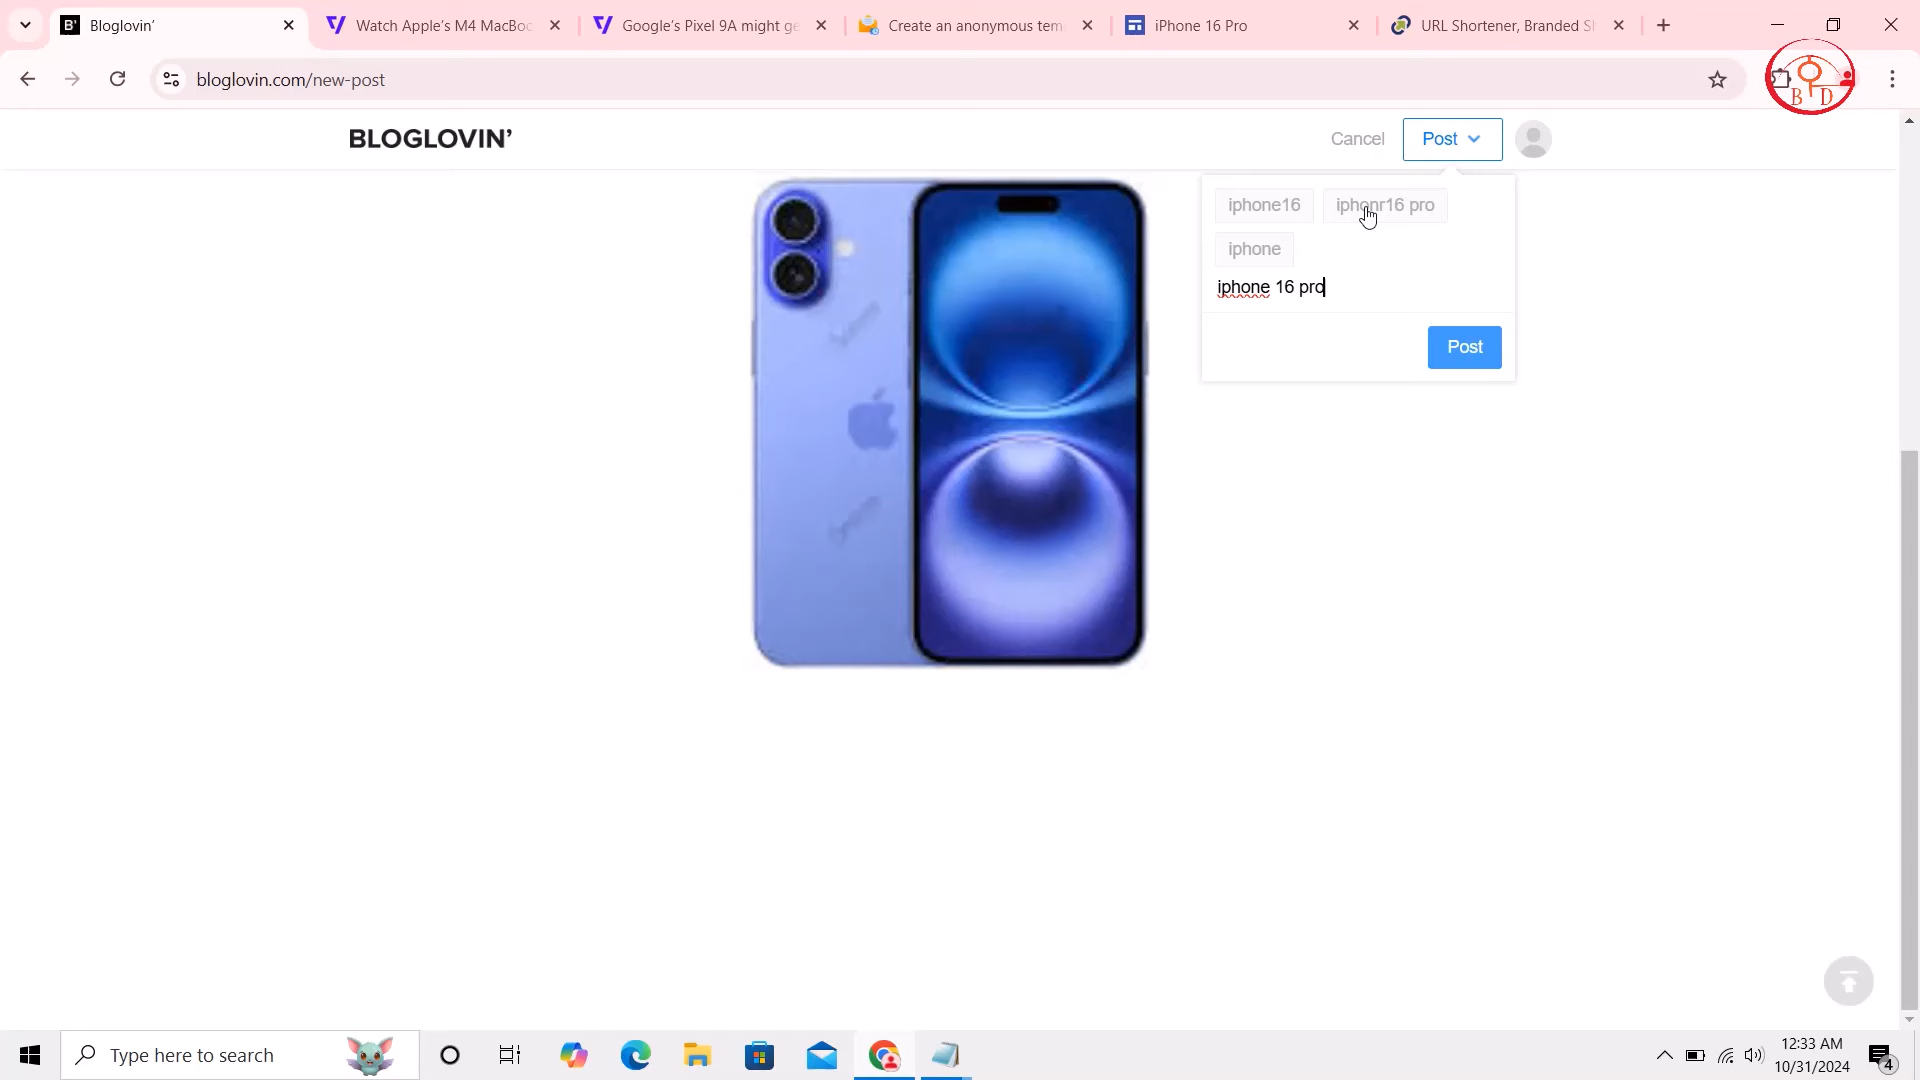 Bloglovin'
Watch Apple's M4 MacBoo
Google's Pixel 9A might ge
Create an anonymous tem
iPhone 16 Pro
URL Shortener, Branded Sh
bloglovin.com/new-post
B D
BLOGLOVIN'
Cancel
Post
iphone16
iphonr16 pro
iphone
iphone 16 pro
Post
Type here to search
12:33 AM
10/31/2024
4